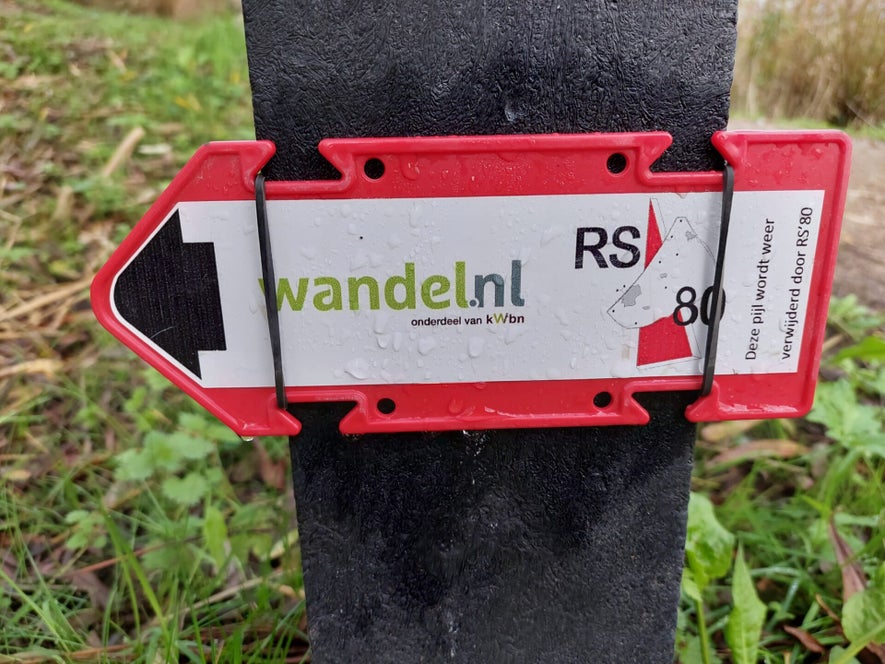 wandel.nl
onderdeel van kWbn
RS
80
Deze pijl wordt weer
verwijderd door RS'80